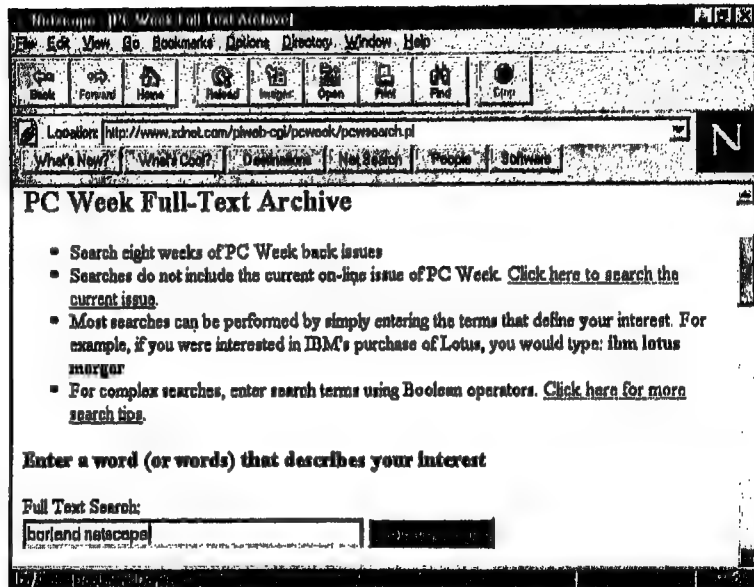 Netscape - [PC Week Full Text Archive]
File Edit View Go Bookmarks Options Directory Window Help
Back Forward Home Reload Images Open Print Find Stop
Location: http://www.zdnet.com/piweb-cgi/pcweek/pcwsearch.pl
N
What's New? What's Cool? Destinations Net Search People Software
PC Week Full-Text Archive
Search eight weeks of PC Week back issues
Searches do not include the current on-line issue of PC Week. Click here to search the
current issue.
Most searches can be performed by simply entering the terms that define your interest. For
example, if you were interested in IBM's purchase of Lotus, you would type: ibm lotus
merger
For complex searches, enter search terms using Boolean operators. Click here for more
search tips.
Enter a word (or words) that describes your interest
Full Text Search:
borland netscape